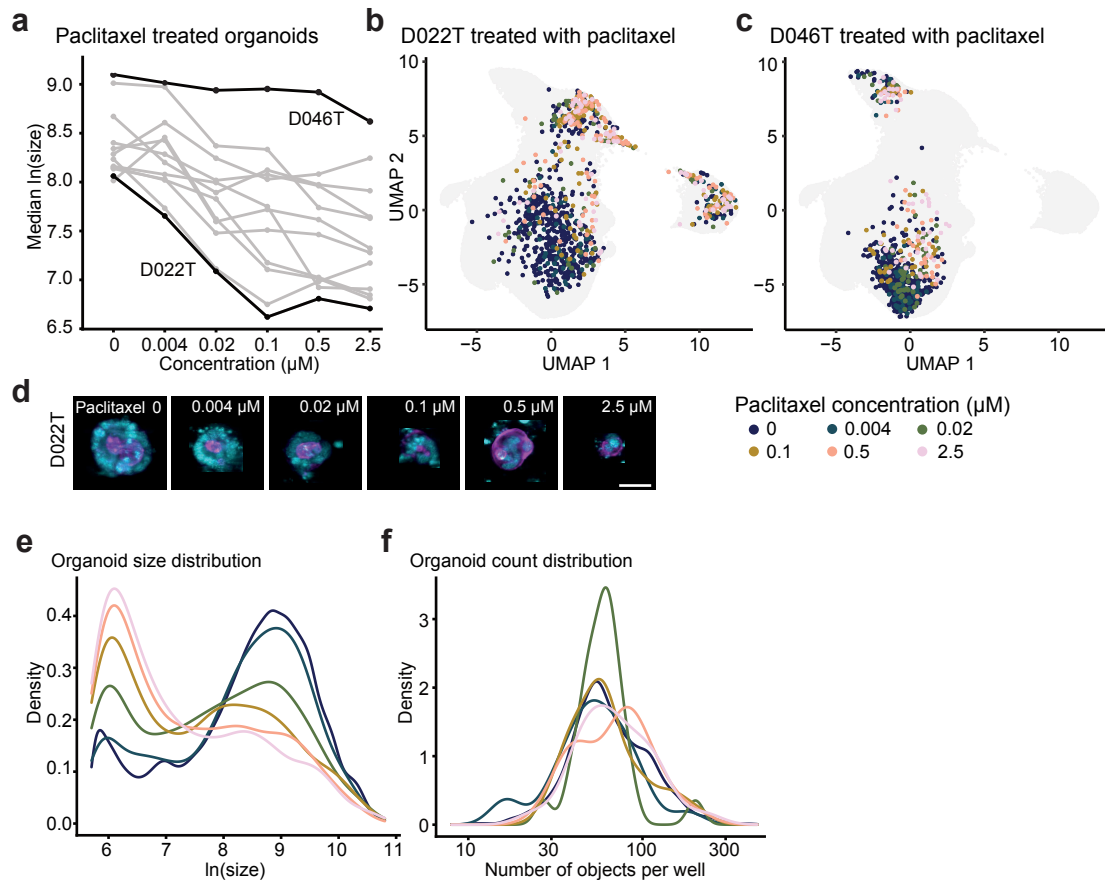 a
Paclitaxel treated organoids
Median ln(size)
9.0
8.5
8.0
7.5
7.0
6.5
D046T
D022T
0 0.004 0.02 0.1 0.5 2.5
Concentration (µM)
b
D022T treated with paclitaxel
UMAP 2
10
5
0
−5
−5 0 5 10
UMAP 1
c
D046T treated with paclitaxel
10
5
0
−5
−5 0 5 10
UMAP 1
d
D022T
Paclitaxel 0
0.004 µM
0.02 µM
0.1 µM
0.5 µM
2.5 µM
Paclitaxel concentration (µM)
0 0.004 0.02
0.1 0.5 2.5
e
Organoid size distribution
Density
0.4
0.3
0.2
0.1
0.0
6 7 8 9 10 11
ln(size)
f
Organoid count distribution
Density
3
2
1
0
10 30 100 300
Number of objects per well